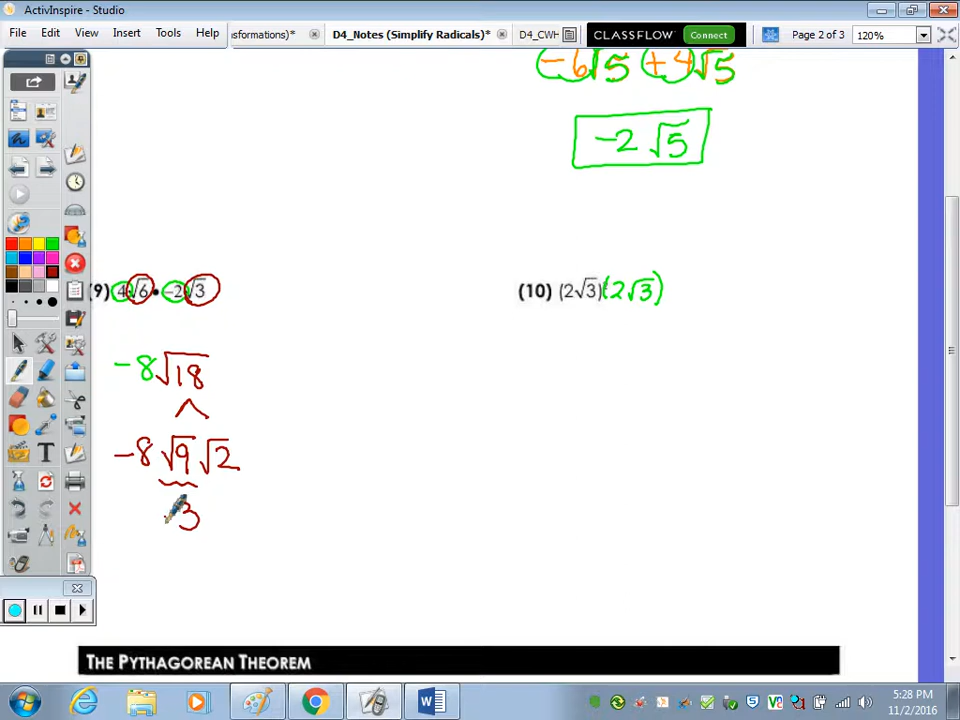 ActivInspire - Studio
File Edit View Insert Tools Help sformations)* D4_Notes (Simplify Radicals)* D4_CWH CLASSFLOW Connect Page 2 of 3 120%
-6√5 +4√5
-2√5
(9) 4√6 • -2√3
(10) (2√3)(2√3)
-8√18
-8√9√2
3
THE PYTHAGOREAN THEOREM
5:28 PM
11/2/2016